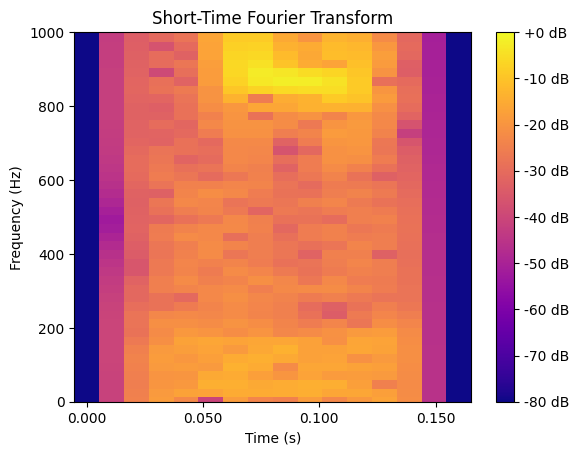 Short-Time Fourier Transform
1000
800
600
400
200
0
Frequency (Hz)
0.000
0.050
0.100
0.150
Time (s)
+0 dB
-10 dB
-20 dB
-30 dB
-40 dB
-50 dB
-60 dB
-70 dB
-80 dB